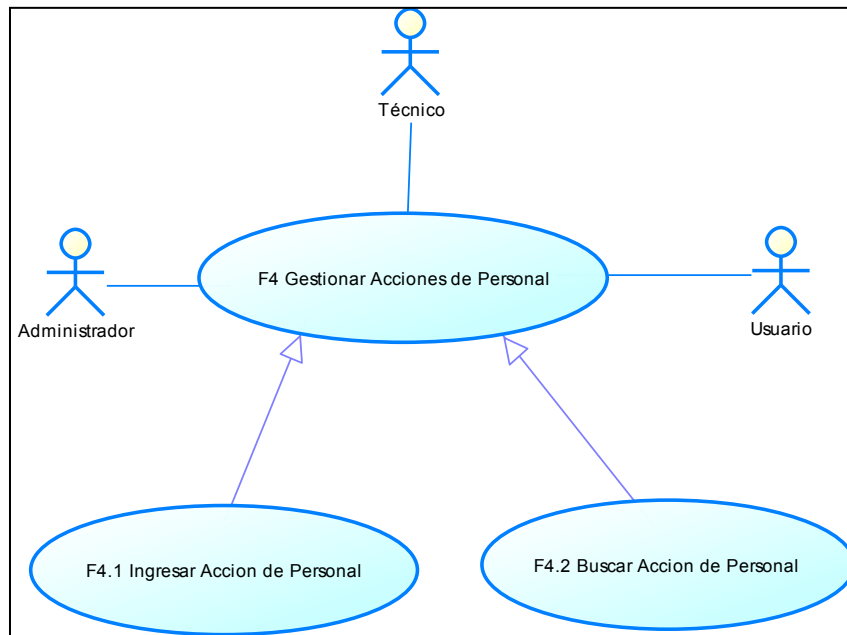 Técnico
F4 Gestionar Acciones de Personal
Administrador
Usuario
F4.1 Ingresar Accion de Personal
F4.2 Buscar Accion de Personal